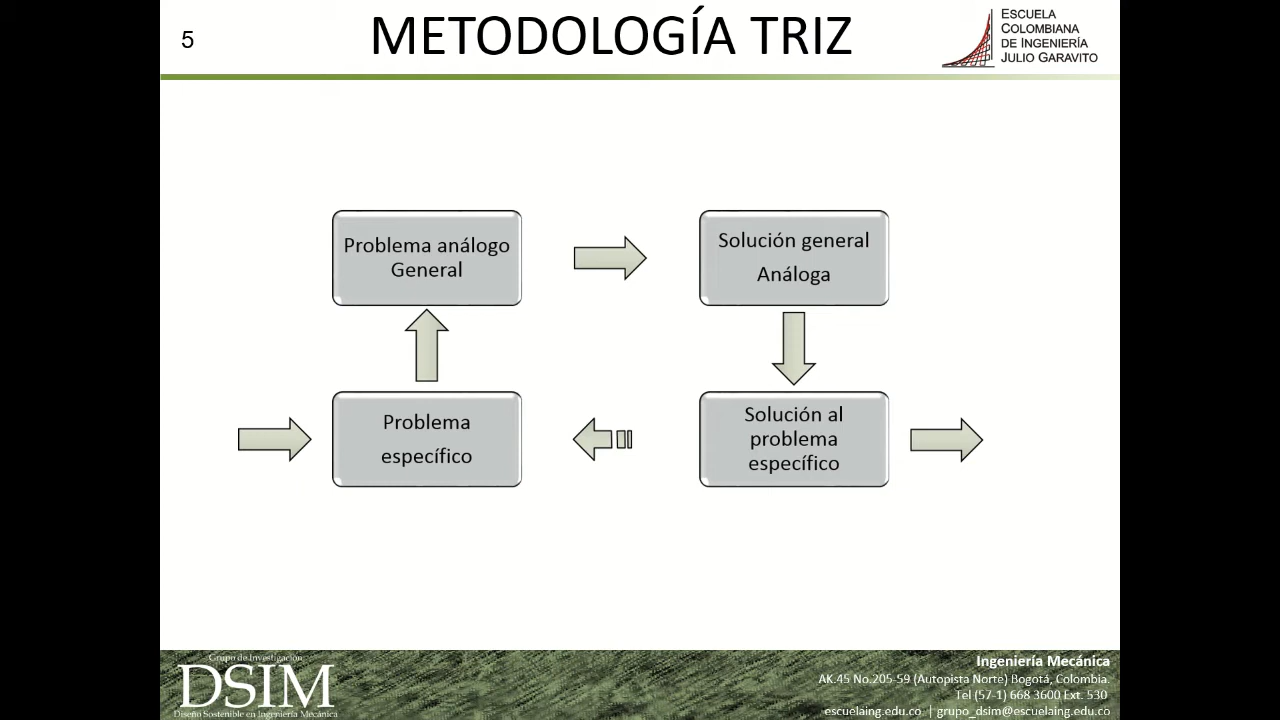 5
METODOLOGÍA TRIZ
ESCUELA
COLOMBIANA
DE INGENIERÍA
JULIO GARAVITO
Problema análogo
General
Solución general
Análoga
Problema
específico
Solución al
problema
específico
Grupo de Investigación
DSIM
Diseño Sostenible en Ingeniería Mecánica
Ingeniería Mecánica
AK.45 No.205-59 (Autopista Norte) Bogotá, Colombia.
Tel (57-1) 668 3600 Ext. 530
escuelaing.edu.co | grupo_dsim@escuelaing.edu.co